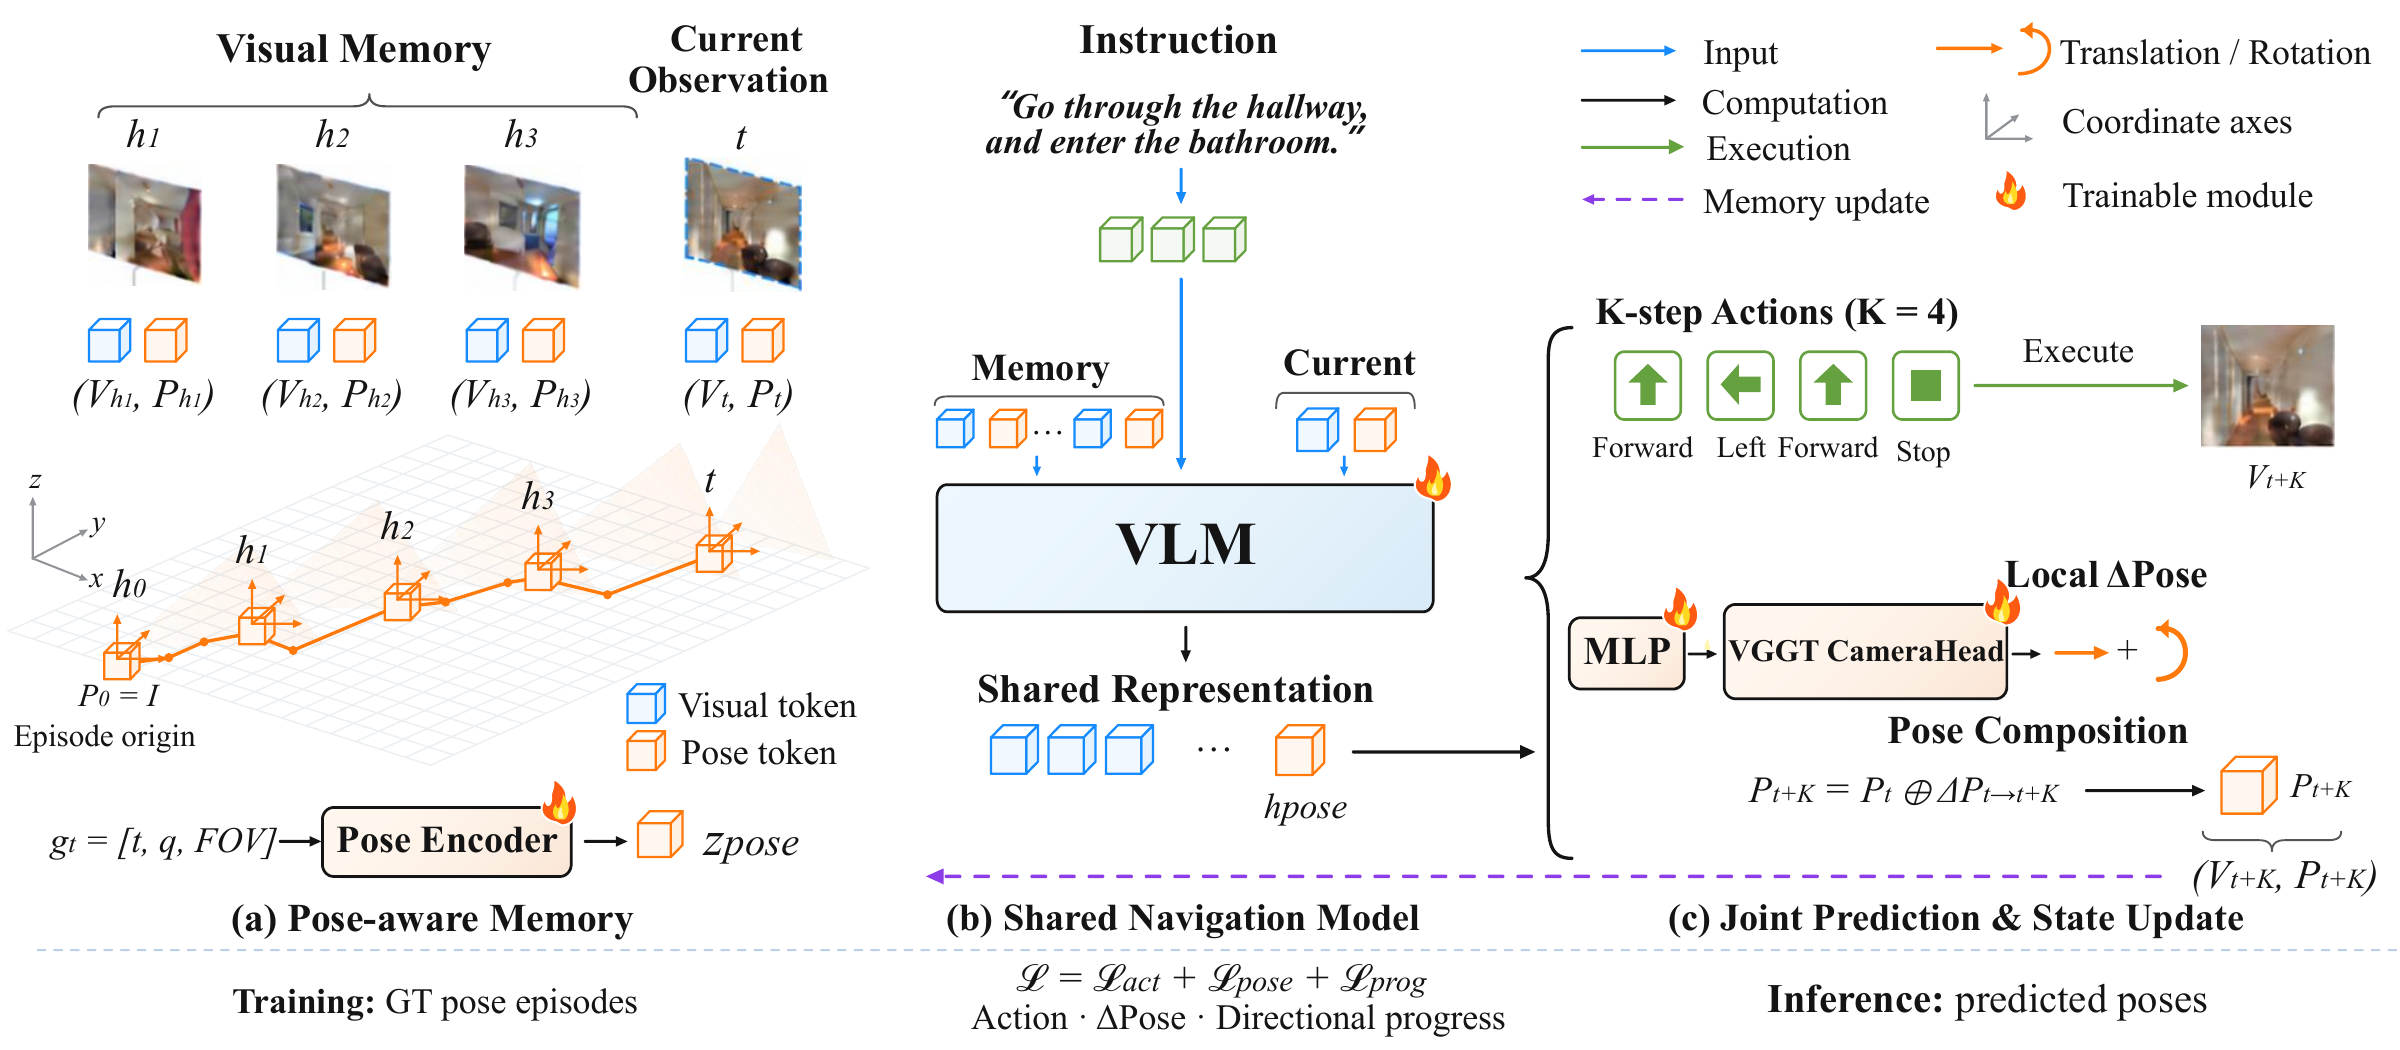 Visual Memory
Current
Observation
h1
h2
h3
t
(Vh1, Ph1)
(Vh2, Ph2)
(Vh3, Ph3)
(Vt, Pt)
z
y
x
h0
h1
h2
h3
t
P0 = I
Episode origin
Visual token
Pose token
gt = [t, q, FOV]
Pose Encoder
zpose
(a) Pose-aware Memory
Instruction
“Go through the hallway,
and enter the bathroom.”
Memory
Current
...
VLM
Shared Representation
...
hpose
(b) Shared Navigation Model
Input
Computation
Execution
Memory update
Translation / Rotation
Coordinate axes
Trainable module
K-step Actions (K = 4)
Forward
Left
Forward
Stop
Execute
Vt+K
Local ΔPose
MLP
VGGT CameraHead
+
Pose Composition
Pt+K = Pt ⊕ ΔPt→t+K
Pt+K
(Vt+K, Pt+K)
(c) Joint Prediction & State Update
Training: GT pose episodes
ℒ = ℒact + ℒpose + ℒprog
Action · ΔPose · Directional progress
Inference: predicted poses